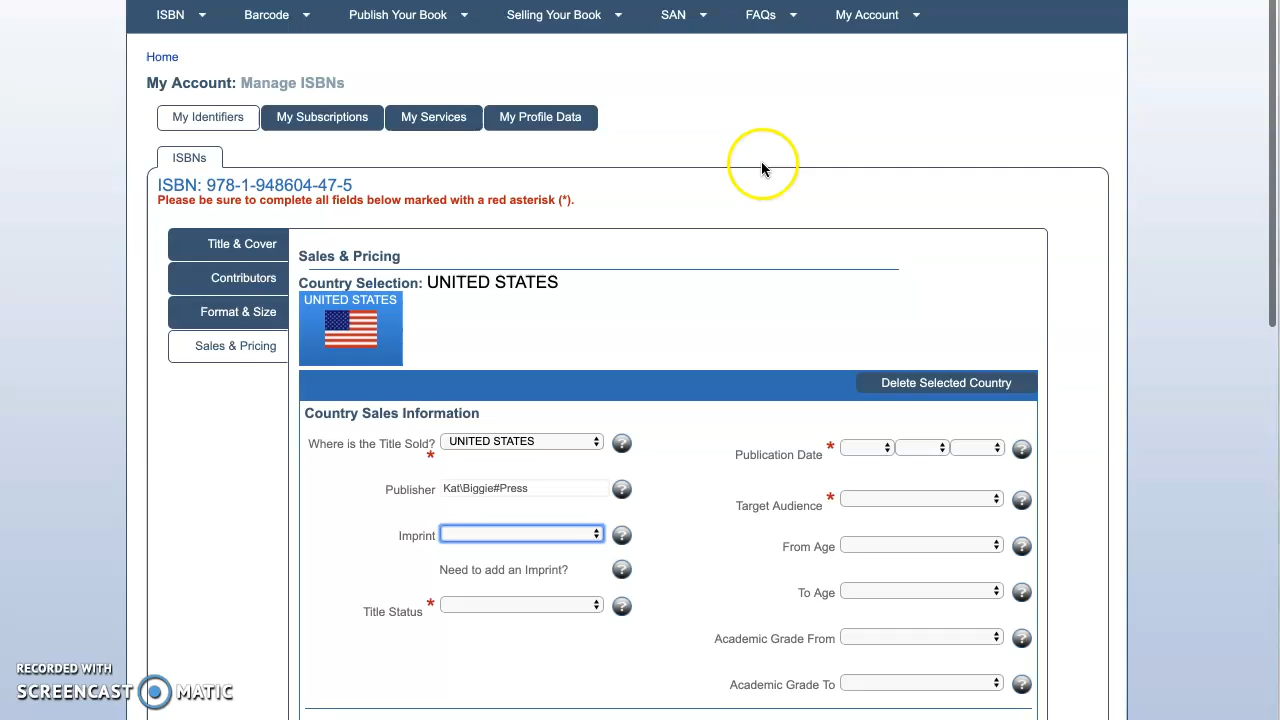 ISBN Barcode Publish Your Book Selling Your Book SAN FAQs My Account
Home
My Account: Manage ISBNs
My Identifiers My Subscriptions My Services My Profile Data
ISBNs
ISBN: 978-1-948604-47-5
Please be sure to complete all fields below marked with a red asterisk (*).
Title & Cover
Contributors
Format & Size
Sales & Pricing
Sales & Pricing
Country Selection: UNITED STATES
UNITED STATES
Delete Selected Country
Country Sales Information
Where is the Title Sold? * UNITED STATES ?
Publisher Kat\Biggie#Press ?
Imprint ?
Need to add an Imprint? ?
Title Status * ?
Publication Date * ?
Target Audience * ?
From Age ?
To Age ?
Academic Grade From ?
Academic Grade To ?
RECORDED WITH
SCREENCAST MATIC